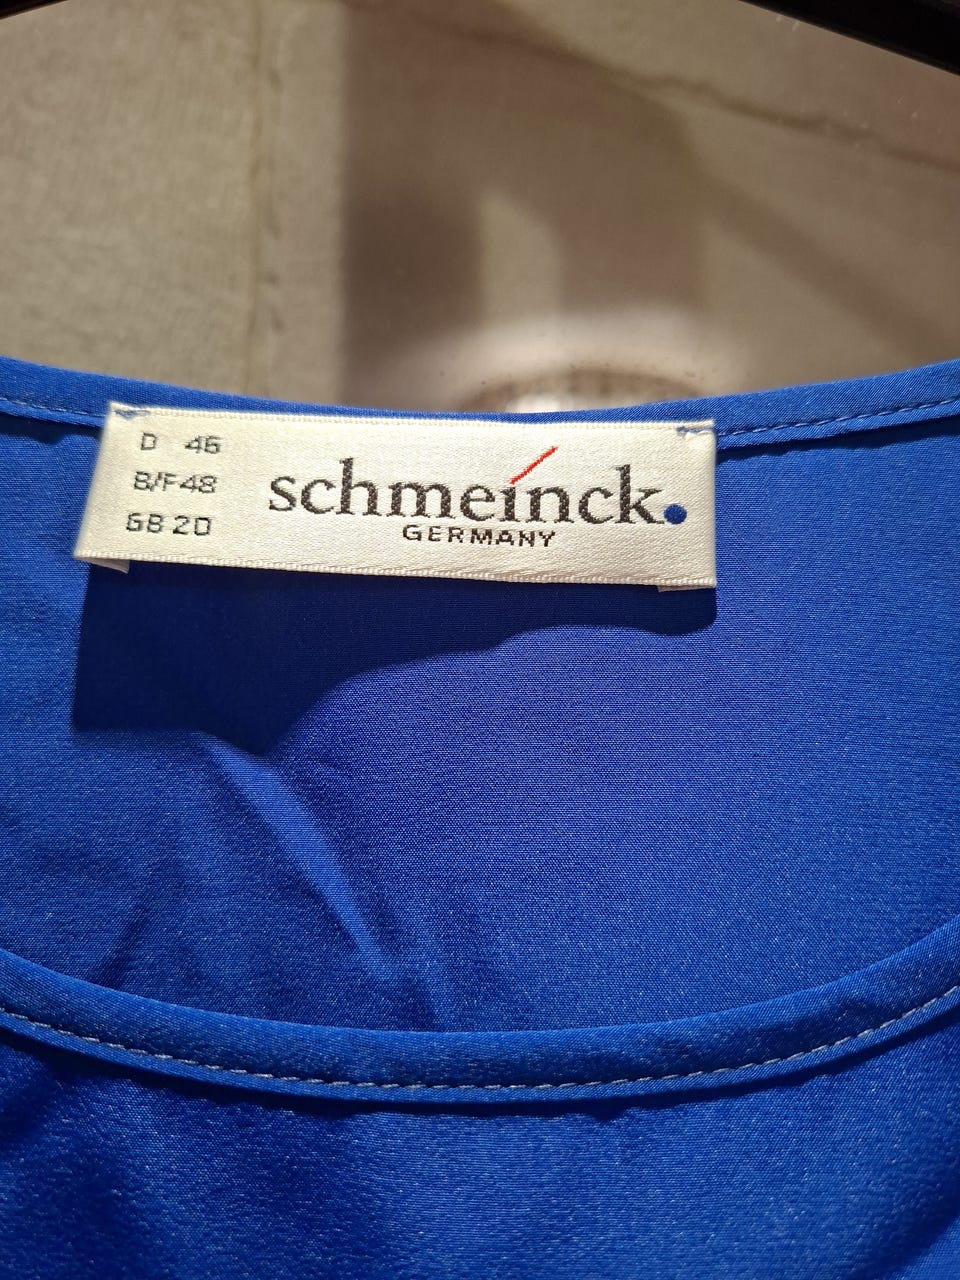 D 46
B/F 48
GB 20
schmeinck.
GERMANY